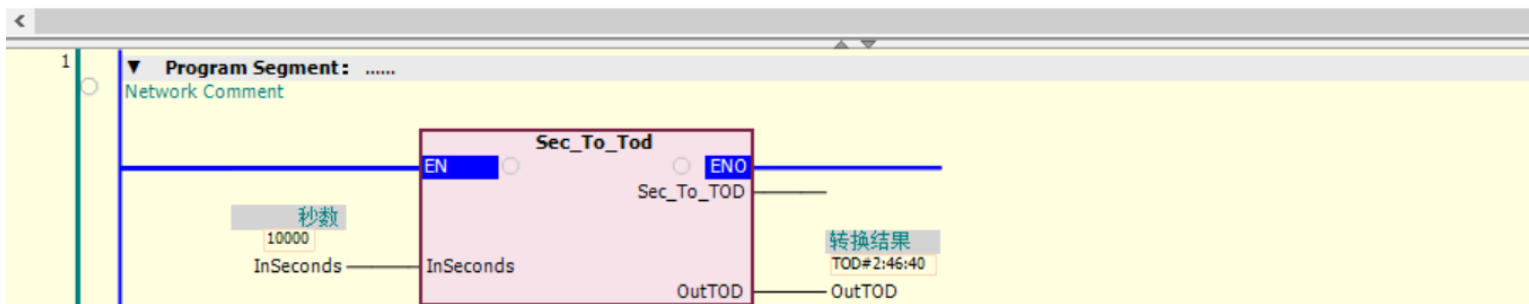 1
Program Segment: ......
Network Comment
Sec_To_Tod
EN ENO
Sec_To_TOD
秒数
10000
InSeconds InSeconds
转换结果
TOD#2:46:40
OutTOD OutTOD